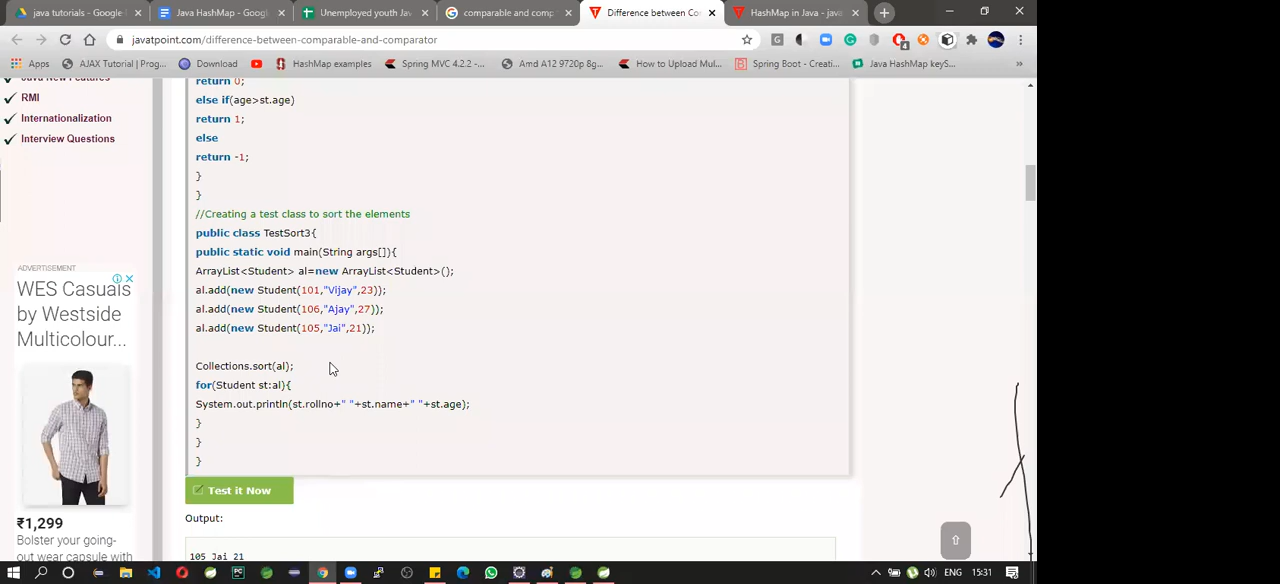 java tutorials - Google
Java HashMap - Goog
Unemployed youth Jav
comparable and comp
Difference between Co
HashMap in Java - java
javatpoint.com/difference-between-comparable-and-comparator
Apps
AJAX Tutorial | Prog...
Download
HashMap examples
Spring MVC 4.2.2 -...
Amd A12 9720p 8g...
How to Upload Mul...
Spring Boot - Creati...
Java HashMap keyS...
»
Java New Features
RMI
Internationalization
Interview Questions
return 0;
else if(age>st.age)
return 1;
else
return -1;
}
}
//Creating a test class to sort the elements
public class TestSort3{
public static void main(String args[]){
ArrayList<Student> al=new ArrayList<Student>();
al.add(new Student(101,"Vijay",23));
al.add(new Student(106,"Ajay",27));
al.add(new Student(105,"Jai",21));
Collections.sort(al);
for(Student st:al){
System.out.println(st.rollno+" "+st.name+" "+st.age);
}
}
}
Test it Now
Output:
105 Jai 21
ADVERTISEMENT
WES Casuals
by Westside
Multicolour...
₹1,299
Bolster your going-
out wear capsule with
ENG
15:31